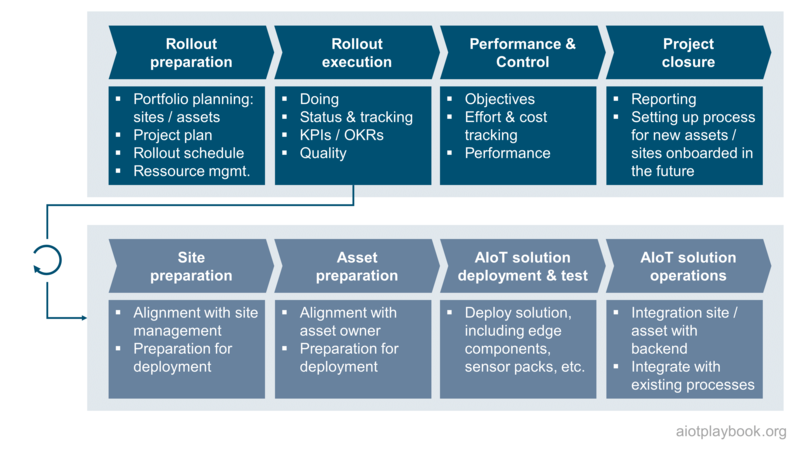 Rollout
preparation
Rollout
execution
Performance &
Control
Project
closure
▪ Portfolio planning:
sites / assets
▪ Project plan
▪ Rollout schedule
▪ Ressource mgmt.
▪ Doing
▪ Status & tracking
▪ KPIs / OKRs
▪ Quality
▪ Objectives
▪ Effort & cost
tracking
▪ Performance
▪ Reporting
▪ Setting up process
for new assets /
sites onboarded in
the future
Site
preparation
Asset
preparation
AIoT solution
deployment & test
AIoT solution
operations
▪ Alignment with site
management
▪ Preparation for
deployment
▪ Alignment with
asset owner
▪ Preparation for
deployment
▪ Deploy solution,
including edge
components,
sensor packs, etc.
▪ Integration site /
asset with
backend
▪ Integrate with
existing processes
aiotplaybook.org